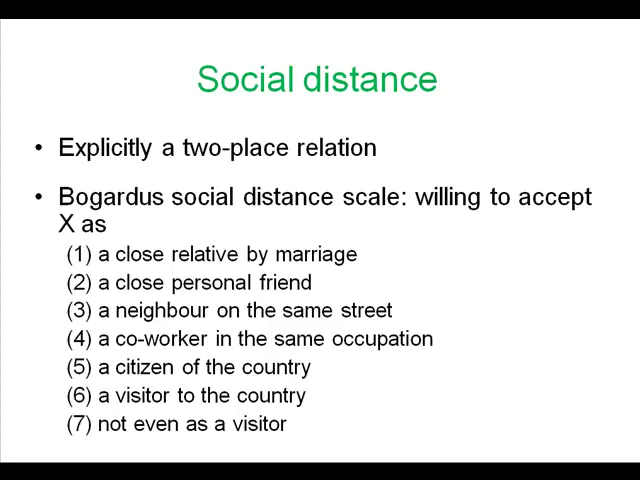 Social distance
• Explicitly a two-place relation
• Bogardus social distance scale: willing to accept
X as
(1) a close relative by marriage
(2) a close personal friend
(3) a neighbour on the same street
(4) a co-worker in the same occupation
(5) a citizen of the country
(6) a visitor to the country
(7) not even as a visitor